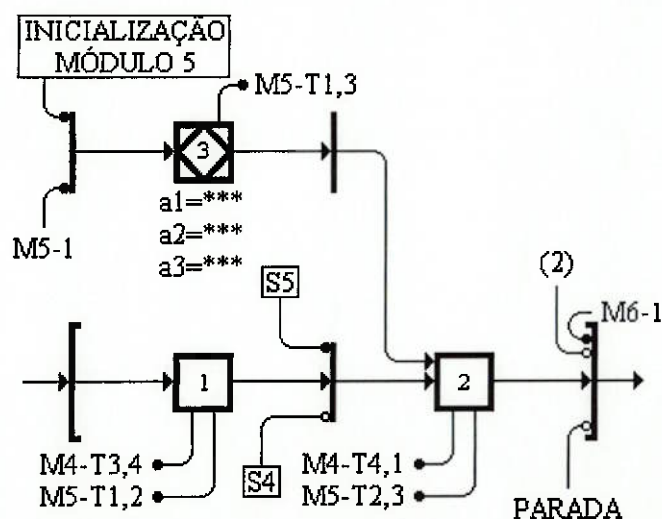 INICIALIZAÇÃO
MÓDULO 5
M5-T1,3
3
M5-1
a1=***
a2=***
a3=***
S5
(2)
M6-1
1
2
M4-T3,4
M5-T1,2
S4
M4-T4,1
M5-T2,3
PARADA